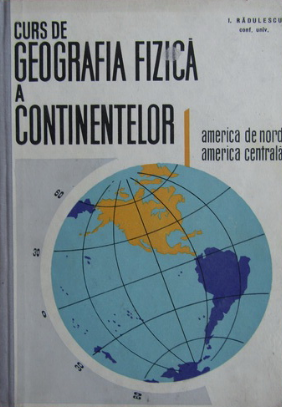 I. RĂDULESCU
conf. univ.
CURS DE
GEOGRAFIA FIZICĂ
A
CONTINENTELOR
america de nord
america centrală